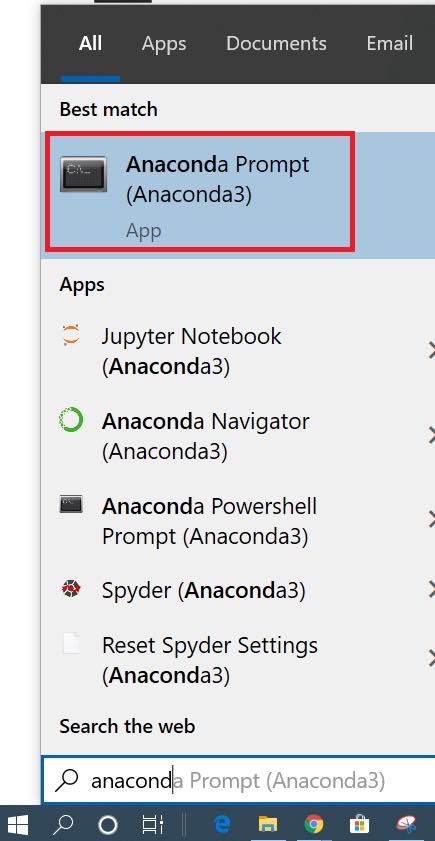 All Apps Documents Email
Best match
Anaconda Prompt
(Anaconda3)
App
Apps
Jupyter Notebook
(Anaconda3)
Anaconda Navigator
(Anaconda3)
Anaconda Powershell
Prompt (Anaconda3)
Spyder (Anaconda3)
Reset Spyder Settings
(Anaconda3)
Search the web
anaconda Prompt (Anaconda3)